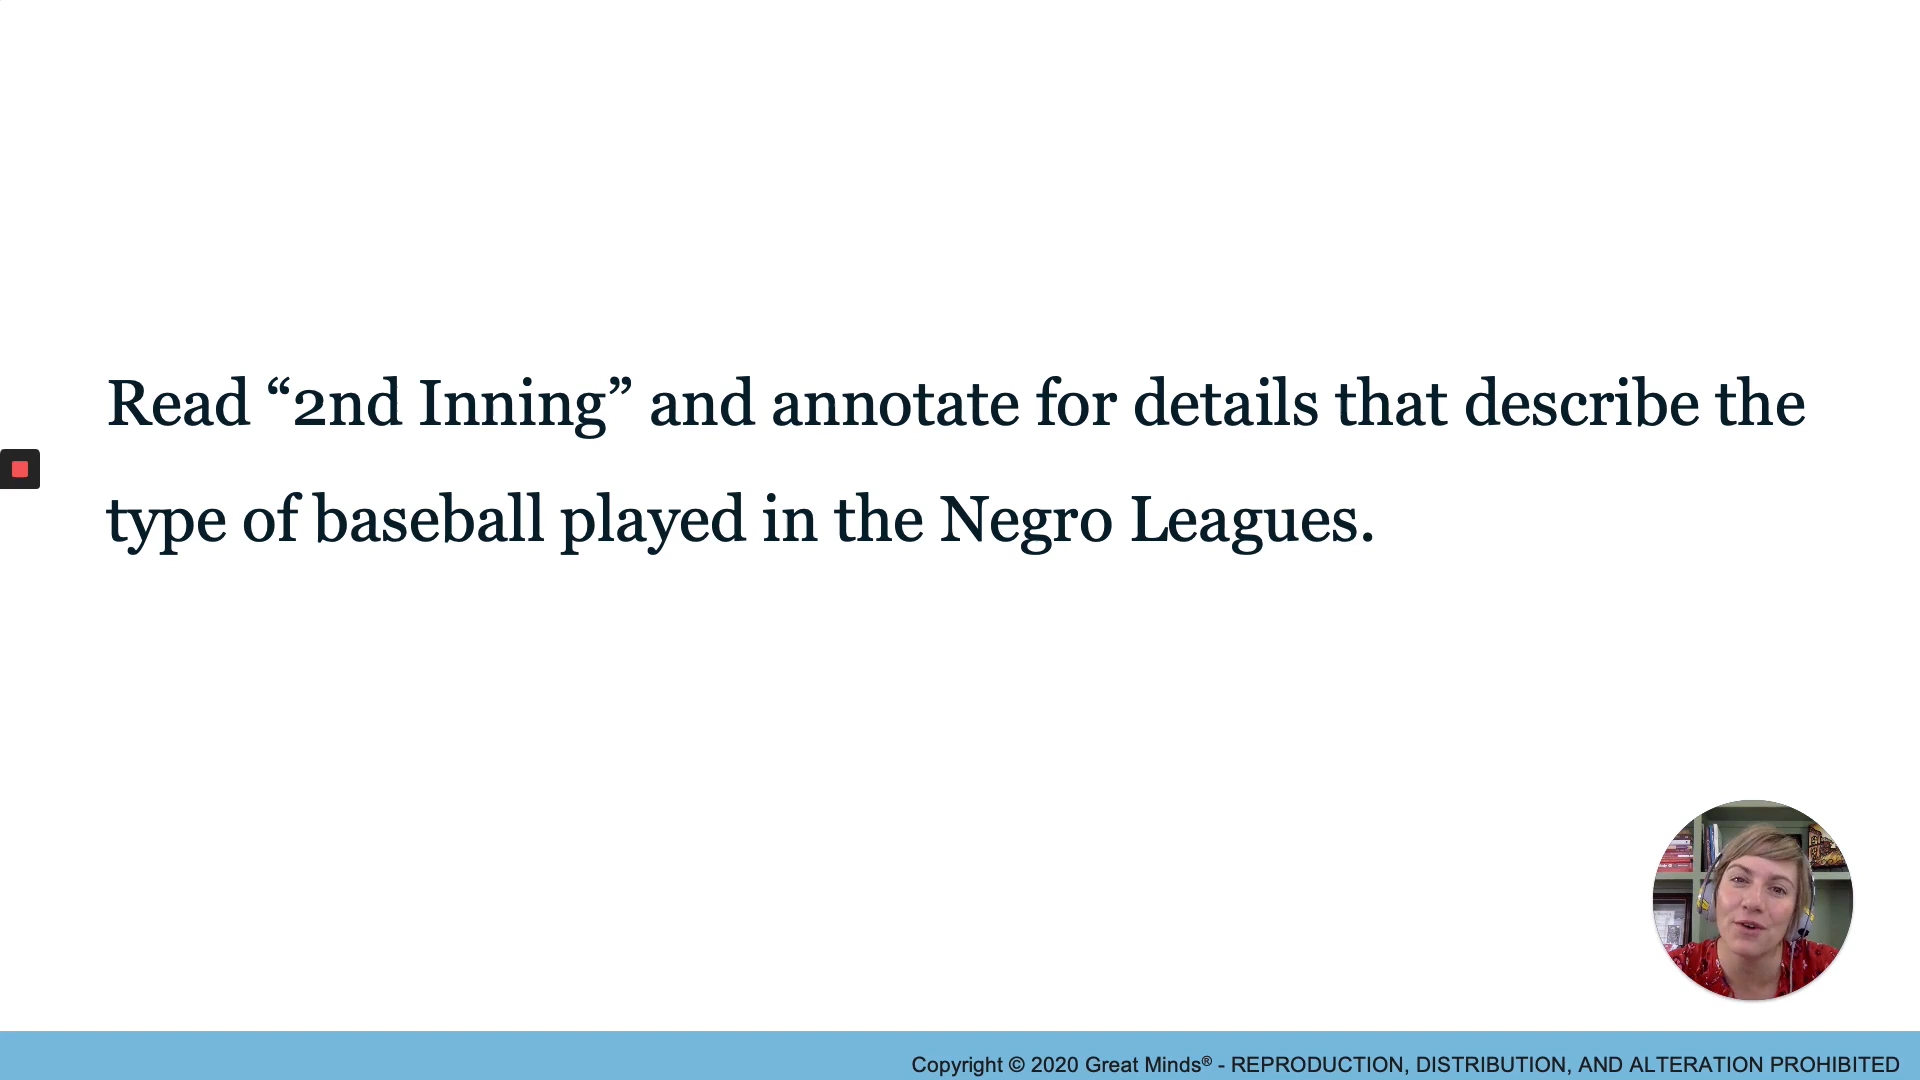 Read “2nd Inning” and annotate for details that describe the
type of baseball played in the Negro Leagues.
Copyright © 2020 Great Minds® - REPRODUCTION, DISTRIBUTION, AND ALTERATION PROHIBITED